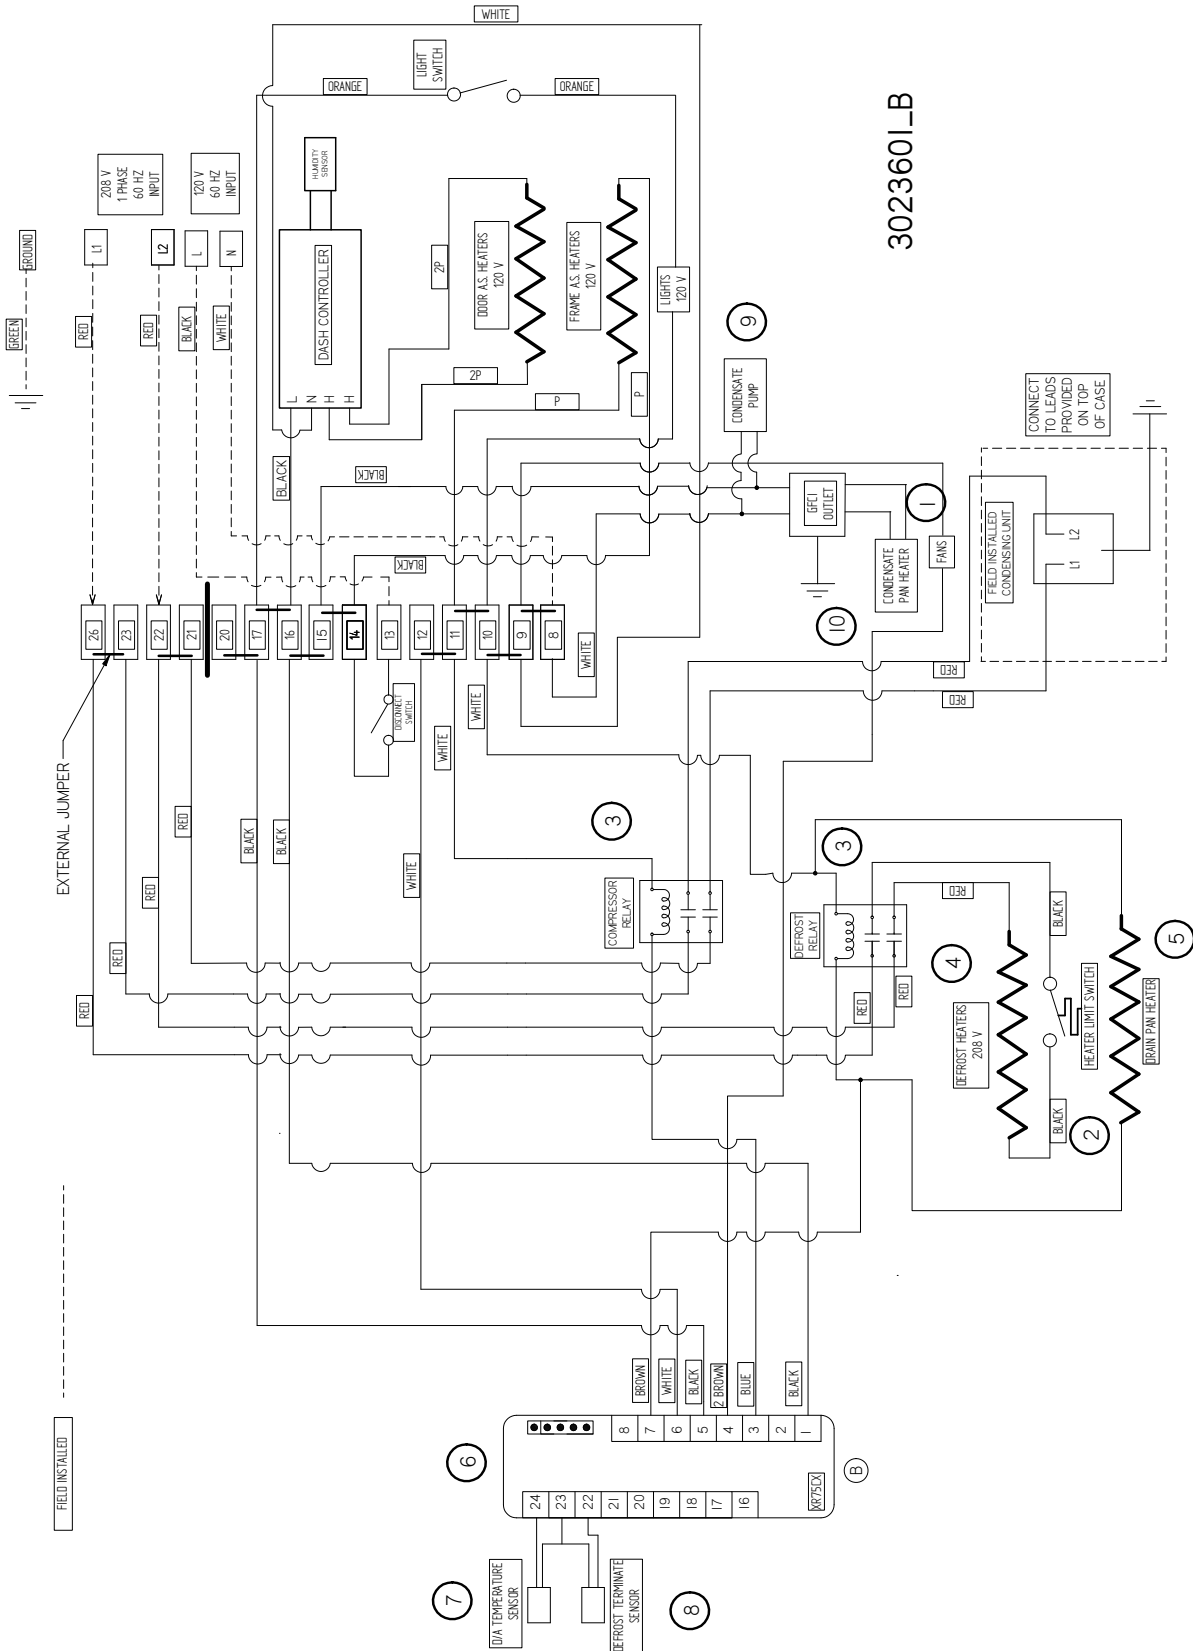 WHITE
LIGHT
SWITCH
ORANGE
ORANGE
HUMIDITY
SENSOR
208 V
1 PHASE
60 HZ
INPUT
120 V
60 HZ
INPUT
GROUND
GREEN
L1
L2
L
N
RED
RED
BLACK
WHITE
DASH CONTROLLER
L
N
H
H
2P
2P
DOOR A.S. HEATERS
120 V
FRAME A.S. HEATERS
120 V
P
P
LIGHTS
120 V
3023601_B
9
CONDENSATE
PUMP
BLACK
BLACK
BLACK
GFCI
OUTLET
1
CONDENSATE
PAN HEATER
FANS
10
CONNECT
TO LEADS
PROVIDED
ON TOP
OF CASE
FIELD INSTALLED
CONDENSING UNIT
L1
L2
26
23
22
21
20
17
16
15
14
13
12
11
10
9
8
EXTERNAL JUMPER
DISCONNECT
SWITCH
WHITE
WHITE
WHITE
WHITE
RED
RED
RED
RED
RED
RED
BLACK
BLACK
3
COMPRESSOR
RELAY
3
DEFROST
RELAY
RED
RED
RED
4
DEFROST HEATERS
208 V
BLACK
BLACK
HEATER LIMIT SWITCH
2
5
DRAIN PAN HEATER
FIELD INSTALLED
BROWN
WHITE
BLACK
2 BROWN
BLUE
BLACK
6
8
7
6
5
4
3
2
1
24
23
22
21
20
19
18
17
16
XR75CX
B
7
D/A TEMPERATURE
SENSOR
DEFROST TERMINATE
SENSOR
8